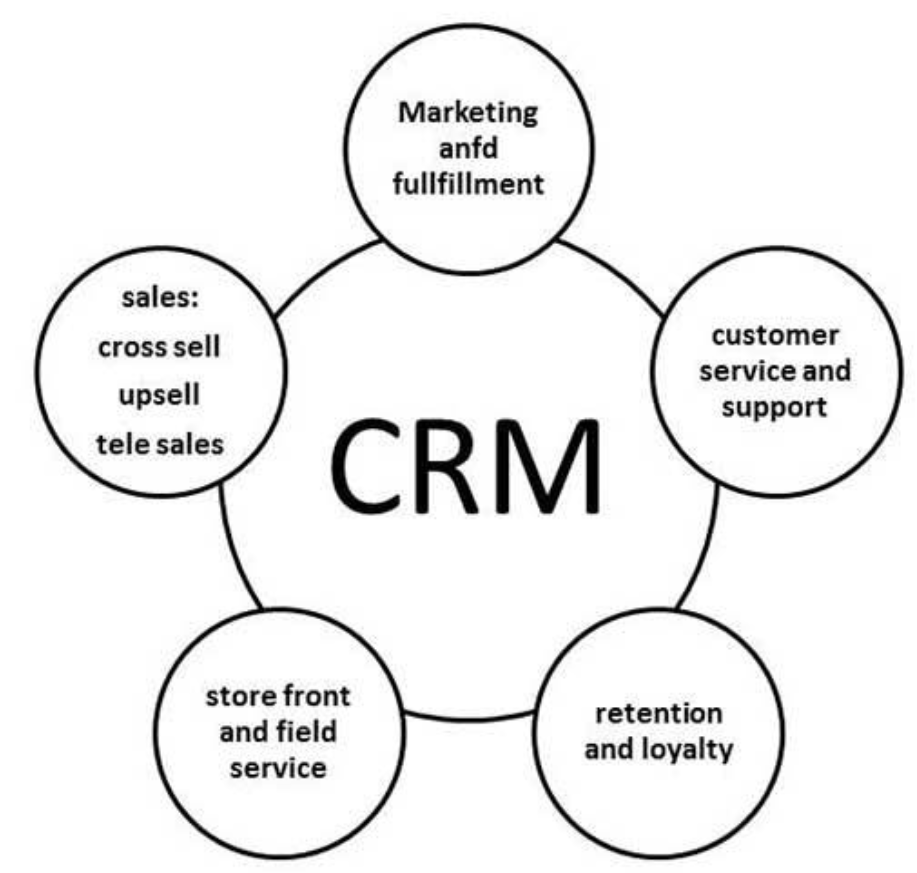 Marketing
anfd
fullfillment
sales:
cross sell
upsell
tele sales
customer
service and
support
CRM
store front
and field
service
retention
and loyalty